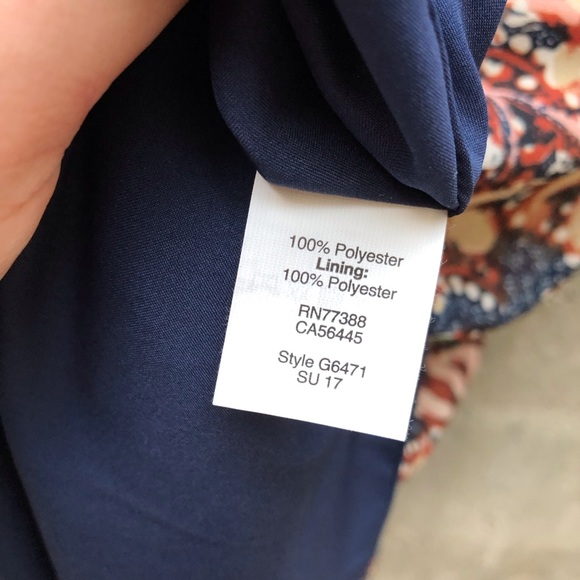 100% Polyester
Lining:
100% Polyester
RN77388
CA56445
Style G6471
SU 17